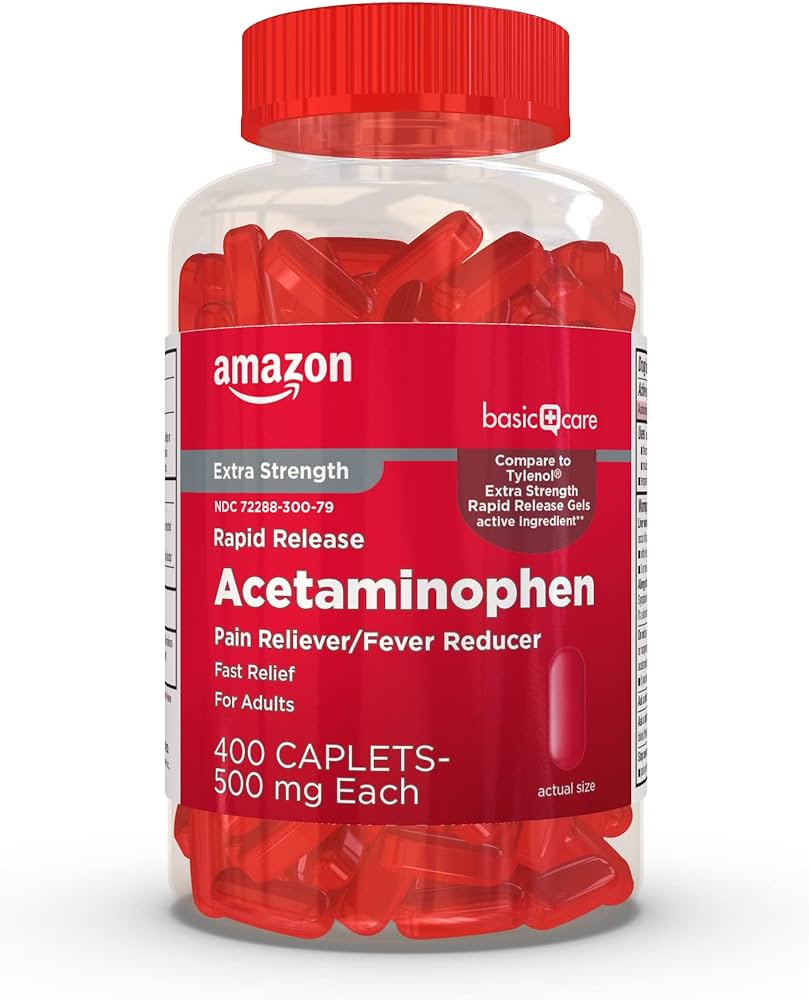 amazon
basic care
Extra Strength
Compare to
Tylenol®
Extra Strength
Rapid Release Gels
active ingredient**
NDC 72288-300-79
Rapid Release
Acetaminophen
Pain Reliever/Fever Reducer
Fast Relief
For Adults
400 CAPLETS-
500 mg Each
actual size